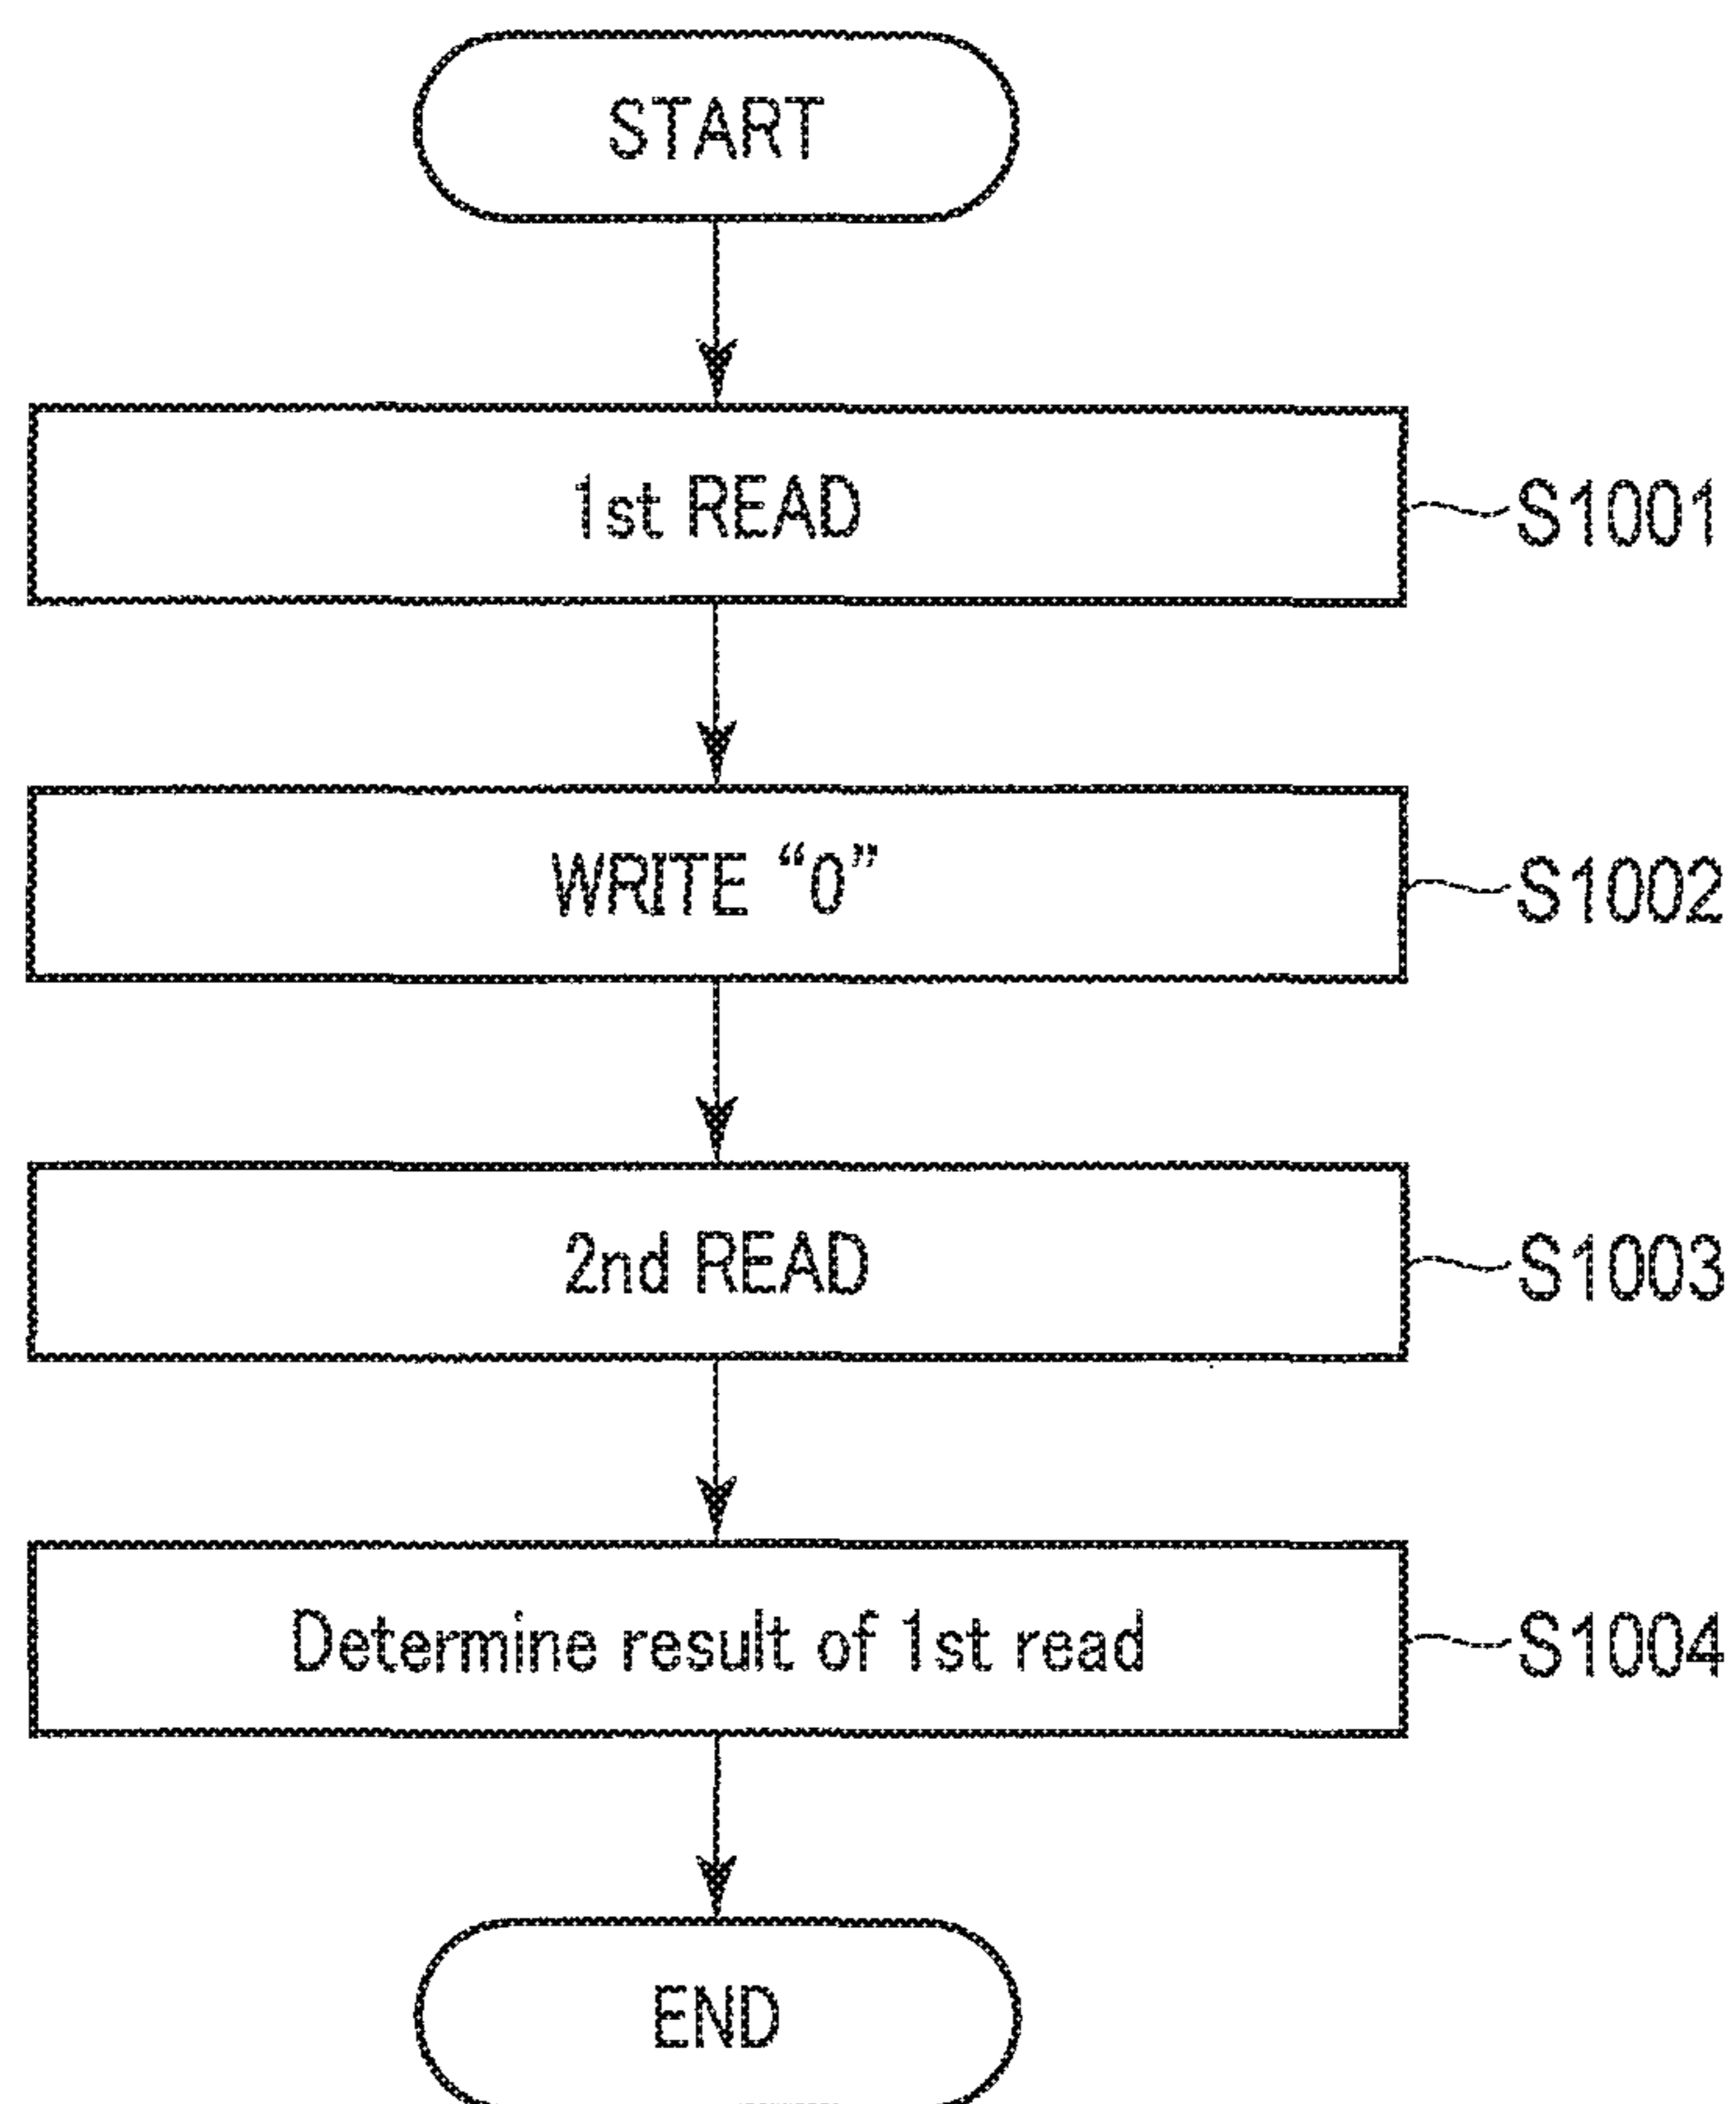 START
1st READ
S1001
WRITE “0”
S1002
2nd READ
S1003
Determine result of 1st read
S1004
END